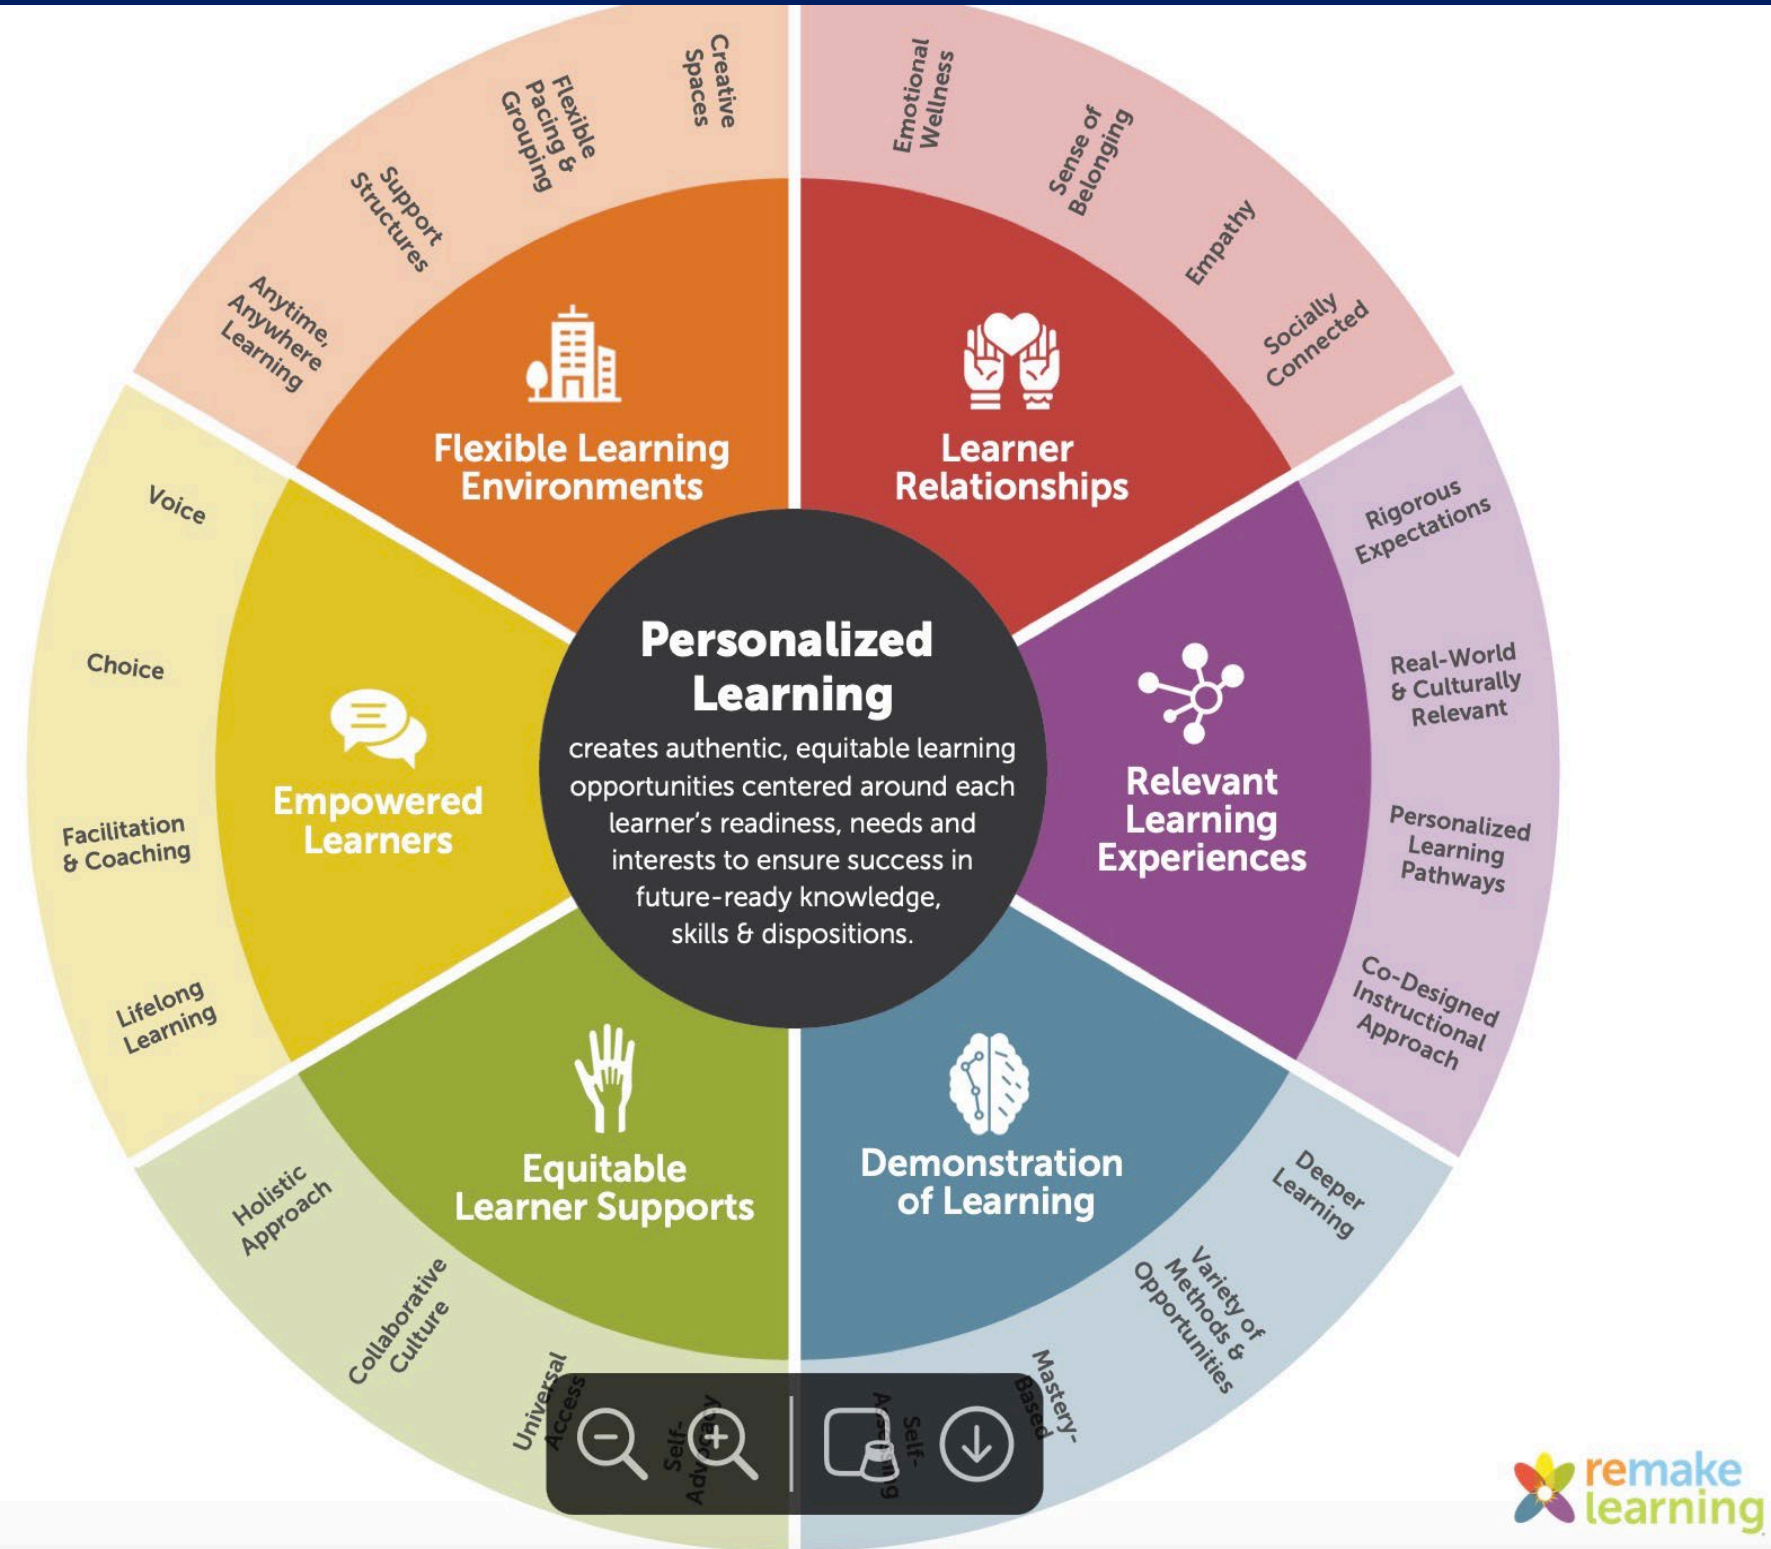 Creative
Spaces
Flexible
Pacing &
Grouping
Support
Structures
Anytime,
Anywhere
Learning
Flexible Learning
Environments
Emotional
Wellness
Sense of
Belonging
Empathy
Socially
Connected
Learner
Relationships
Rigorous
Expectations
Real-World
& Culturally
Relevant
Personalized
Learning
Pathways
Co-Designed
Instructional
Approach
Relevant
Learning
Experiences
Deeper
Learning
Variety of
Methods &
Opportunities
Mastery-
Based
Self-
Demonstration
of Learning
Self-
Advocacy
Universal
Access
Collaborative
Culture
Holistic
Approach
Equitable
Learner Supports
Lifelong
Learning
Facilitation
& Coaching
Choice
Voice
Empowered
Learners
Personalized
Learning
creates authentic, equitable learning
opportunities centered around each
learner's readiness, needs and
interests to ensure success in
future-ready knowledge,
skills & dispositions.
remake
learning